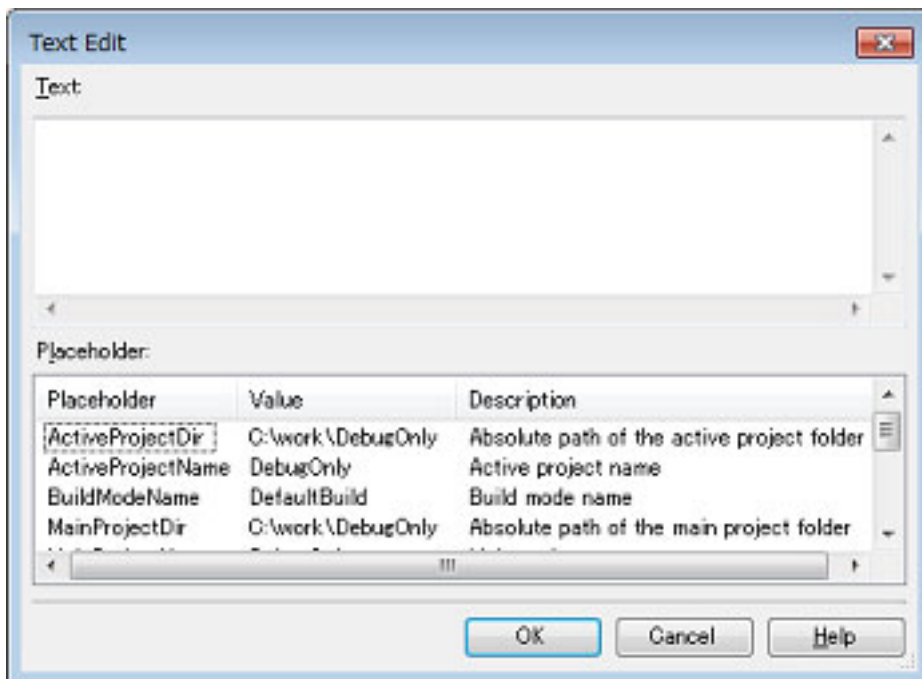 Text Edit
Text:
Placeholder:
Placeholder Value Description
ActiveProjectDir C:\work\DebugOnly Absolute path of the active project folder
ActiveProjectName DebugOnly Active project name
BuildModeName DefaultBuild Build mode name
MainProjectDir C:\work\DebugOnly Absolute path of the main project folder
OK Cancel Help